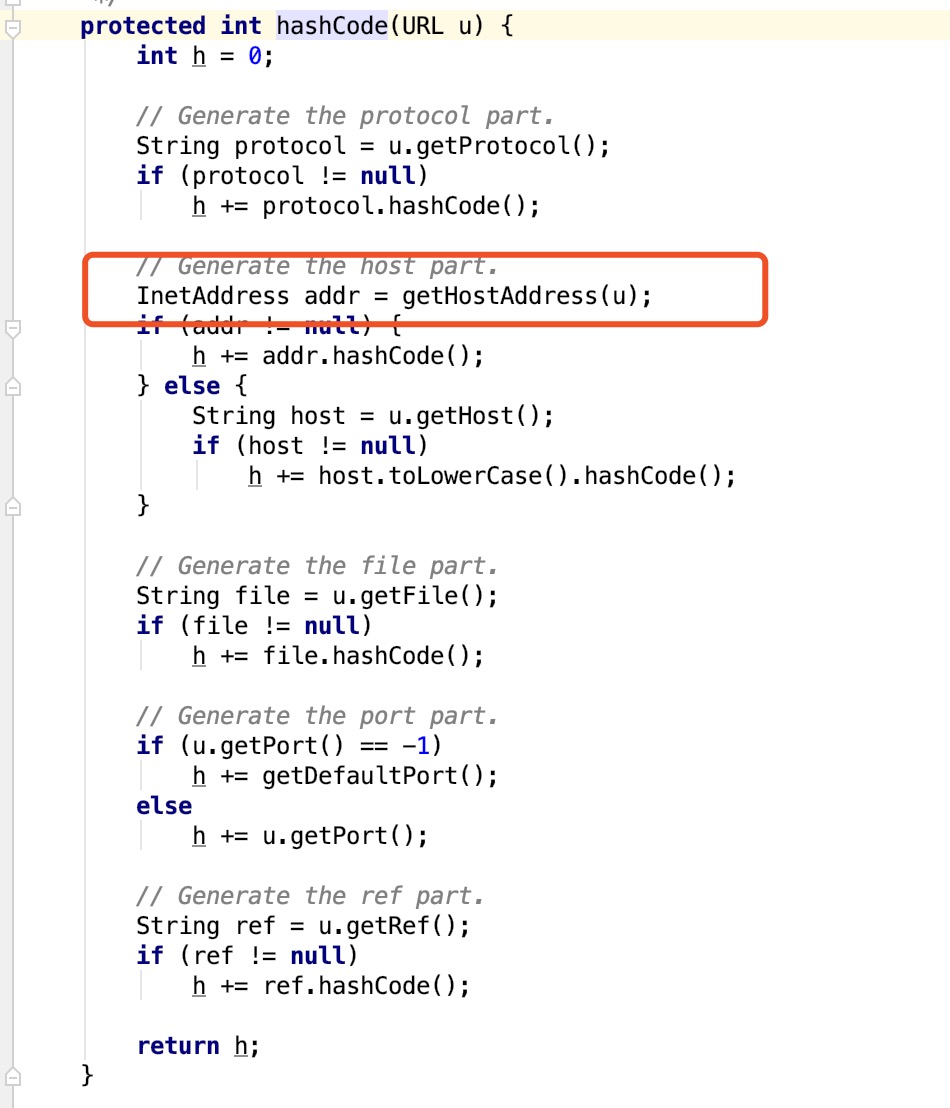 */
protected int hashCode(URL u) {
    int h = 0;

    // Generate the protocol part.
    String protocol = u.getProtocol();
    if (protocol != null)
        h += protocol.hashCode();

    // Generate the host part.
    InetAddress addr = getHostAddress(u);
    if (addr != null) {
        h += addr.hashCode();
    } else {
        String host = u.getHost();
        if (host != null)
            h += host.toLowerCase().hashCode();
    }

    // Generate the file part.
    String file = u.getFile();
    if (file != null)
        h += file.hashCode();

    // Generate the port part.
    if (u.getPort() == -1)
        h += getDefaultPort();
    else
        h += u.getPort();

    // Generate the ref part.
    String ref = u.getRef();
    if (ref != null)
        h += ref.hashCode();

    return h;
}